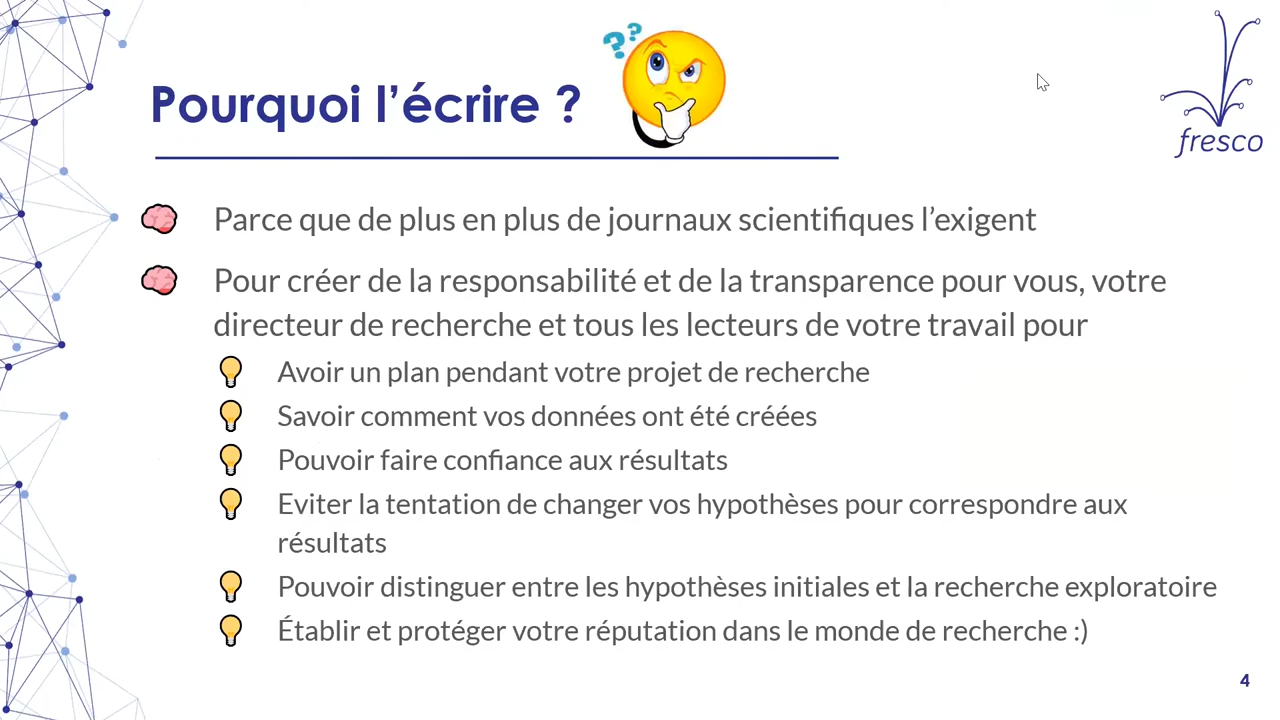 ??
Pourquoi l’écrire ?
fresco
Parce que de plus en plus de journaux scientifiques l’exigent
Pour créer de la responsabilité et de la transparence pour vous, votre
directeur de recherche et tous les lecteurs de votre travail pour
Avoir un plan pendant votre projet de recherche
Savoir comment vos données ont été créées
Pouvoir faire confiance aux résultats
Eviter la tentation de changer vos hypothèses pour correspondre aux
résultats
Pouvoir distinguer entre les hypothèses initiales et la recherche exploratoire
Établir et protéger votre réputation dans le monde de recherche :)
4